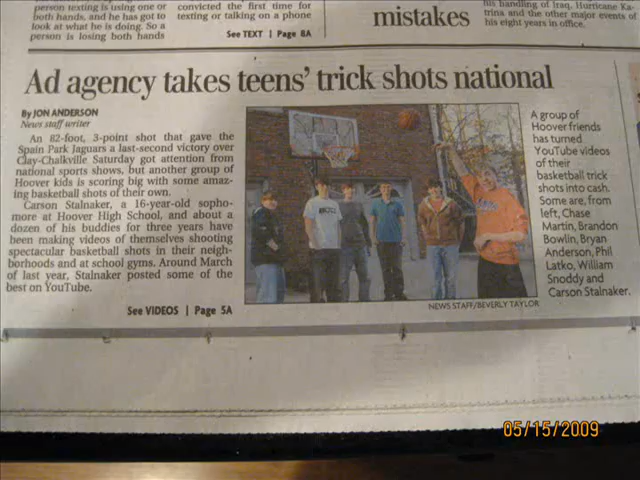 person texting is using one or
both hands, and he has got to
look at what he is doing. So a
person is losing both hands
convicted the first time for
texting or talking on a phone
See TEXT | Page 8A
mistakes
his handling of Iraq, Hurricane Ka-
trina and the other major events of
his eight years in office.
Ad agency takes teens' trick shots national
By JON ANDERSON
News staff writer
An 82-foot, 3-point shot that gave the
Spain Park Jaguars a last-second victory over
Clay-Chalkville Saturday got attention from
national sports shows, but another group of
Hoover kids is scoring big with some amaz-
ing basketball shots of their own.
Carson Stalnaker, a 16-year-old sopho-
more at Hoover High School, and about a
dozen of his buddies for three years have
been making videos of themselves shooting
spectacular basketball shots in their neigh-
borhoods and at school gyms. Around March
of last year, Stalnaker posted some of the
best on YouTube.
See VIDEOS | Page 5A
A group of
Hoover friends
has turned
YouTube videos
of their
basketball trick
shots into cash.
Some are, from
left, Chase
Martin, Brandon
Bowlin, Bryan
Anderson, Phil
Latko, William
Snoddy and
Carson Stalnaker.
NEWS STAFF/BEVERLY TAYLOR
05/15/2009